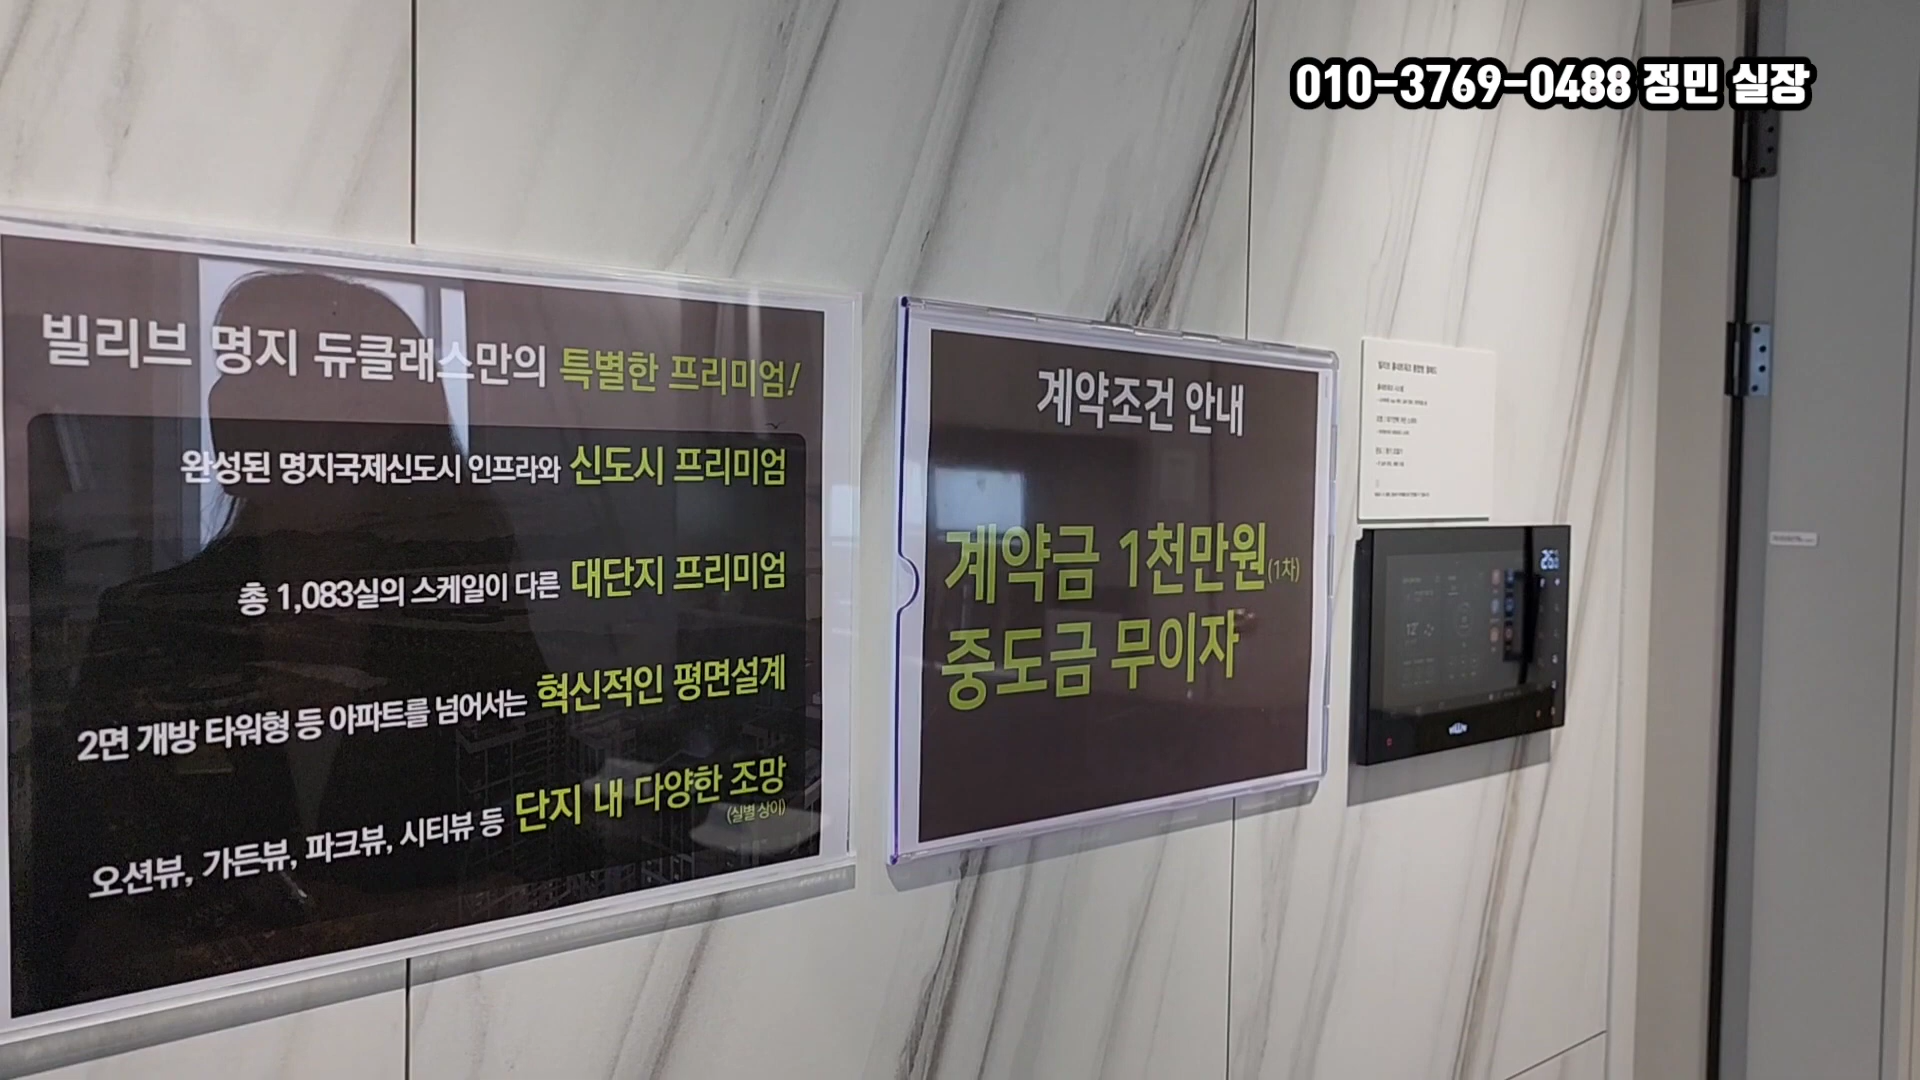 010-3769-0488 정민 실장
빌리브 명지 듀클래스만의 특별한 프리미엄!
완성된 명지국제신도시 인프라와 신도시 프리미엄
총 1,083실의 스케일이 다른 대단지 프리미엄
2면 개방 타워형 등 아파트를 넘어서는 혁신적인 평면설계
오션뷰, 가든뷰, 파크뷰, 시티뷰 등 단지 내 다양한 조망
(실별 상이)
계약조건 안내
계약금 1천만원(1차)
중도금 무이자